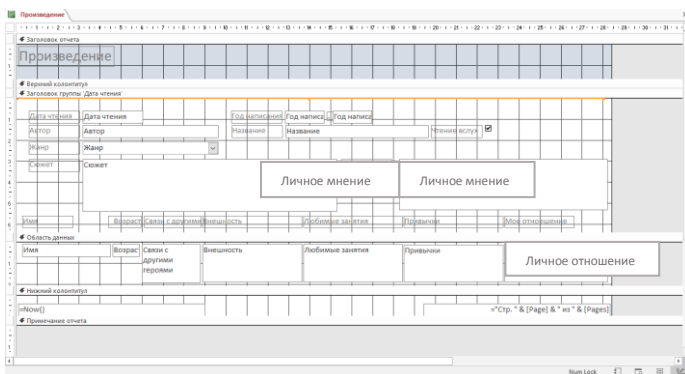 Произведение
Заголовок отчета
Произведение
Верхний колонтитул
Заголовок группы 'Дата чтения'
Дата чтения Дата чтения Год написания Год написа Год написа
Автор Автор Название Название Чтение вслух
Жанр Жанр
Сюжет Сюжет Личное мнение Личное мнение
Имя Возраст Связи с другими Внешность Любимые занятия Привычки Мое отношение
Область данных
Имя Возраст Связи с другими героями Внешность Любимые занятия Привычки Личное отношение
Нижний колонтитул
=Now() ="Стр. " & [Page] & " из " & [Pages]
Примечание отчета
Num Lock